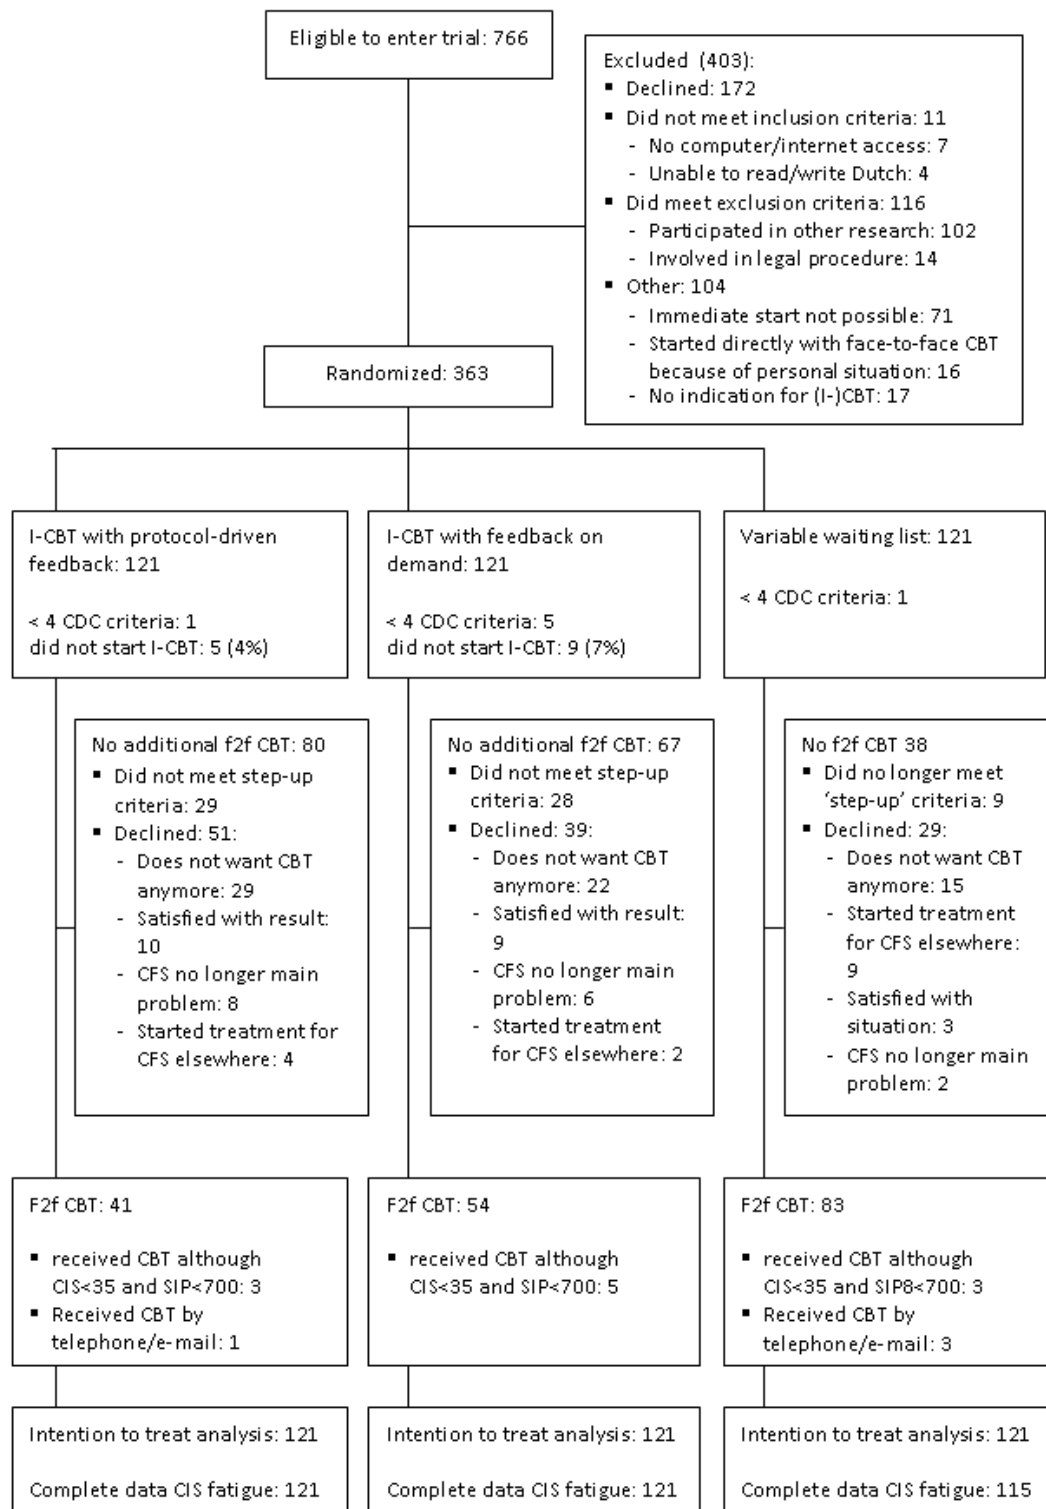 Eligible to enter trial: 766
Excluded (403):
▪ Declined: 172
▪ Did not meet inclusion criteria: 11
- No computer/internet access: 7
- Unable to read/write Dutch: 4
▪ Did meet exclusion criteria: 116
- Participated in other research: 102
- Involved in legal procedure: 14
▪ Other: 104
- Immediate start not possible: 71
- Started directly with face-to-face CBT
because of personal situation: 16
- No indication for (I-)CBT: 17
Randomized: 363
I-CBT with protocol-driven
feedback: 121
< 4 CDC criteria: 1
did not start I-CBT: 5 (4%)
I-CBT with feedback on
demand: 121
< 4 CDC criteria: 5
did not start I-CBT: 9 (7%)
Variable waiting list: 121
< 4 CDC criteria: 1
No additional f2f CBT: 80
▪ Did not meet step-up
criteria: 29
▪ Declined: 51:
- Does not want CBT
anymore: 29
- Satisfied with result:
10
- CFS no longer main
problem: 8
- Started treatment for
CFS elsewhere: 4
No additional f2f CBT: 67
▪ Did not meet step-up
criteria: 28
▪ Declined: 39:
- Does not want CBT
anymore: 22
- Satisfied with result:
9
- CFS no longer main
problem: 6
- Started treatment
for CFS elsewhere: 2
No f2f CBT 38
▪ Did no longer meet
‘step-up’ criteria: 9
▪ Declined: 29:
- Does not want CBT
anymore: 15
- Started treatment
for CFS elsewhere:
9
- Satisfied with
situation: 3
- CFS no longer main
problem: 2
F2f CBT: 41
▪ received CBT although
CIS<35 and SIP<700: 3
▪ Received CBT by
telephone/e-mail: 1
F2f CBT: 54
▪ received CBT although
CIS<35 and SIP<700: 5
F2f CBT: 83
▪ received CBT although
CIS<35 and SIP8<700: 3
▪ Received CBT by
telephone/e-mail: 3
Intention to treat analysis: 121
Complete data CIS fatigue: 121
Intention to treat analysis: 121
Complete data CIS fatigue: 121
Intention to treat analysis: 121
Complete data CIS fatigue: 115